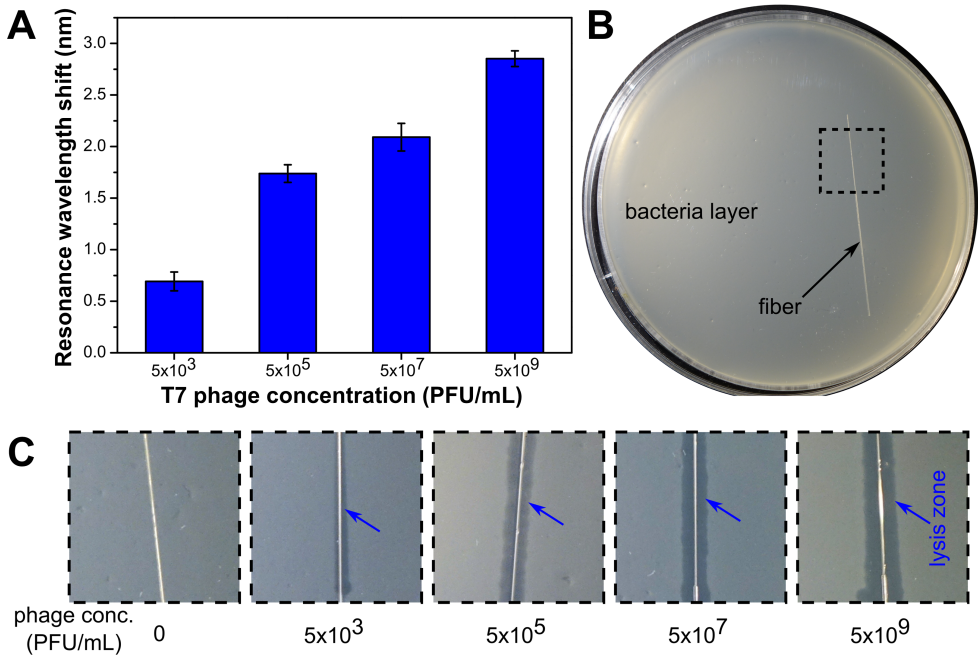 A
Resonance wavelength shift (nm)
3.0
2.5
2.0
1.5
1.0
0.5
0.0
5x10³
5x10⁵
5x10⁷
5x10⁹
T7 phage concentration (PFU/mL)
B
bacteria layer
fiber
C
lysis zone
phage conc.
(PFU/mL)
0
5x10³
5x10⁵
5x10⁷
5x10⁹